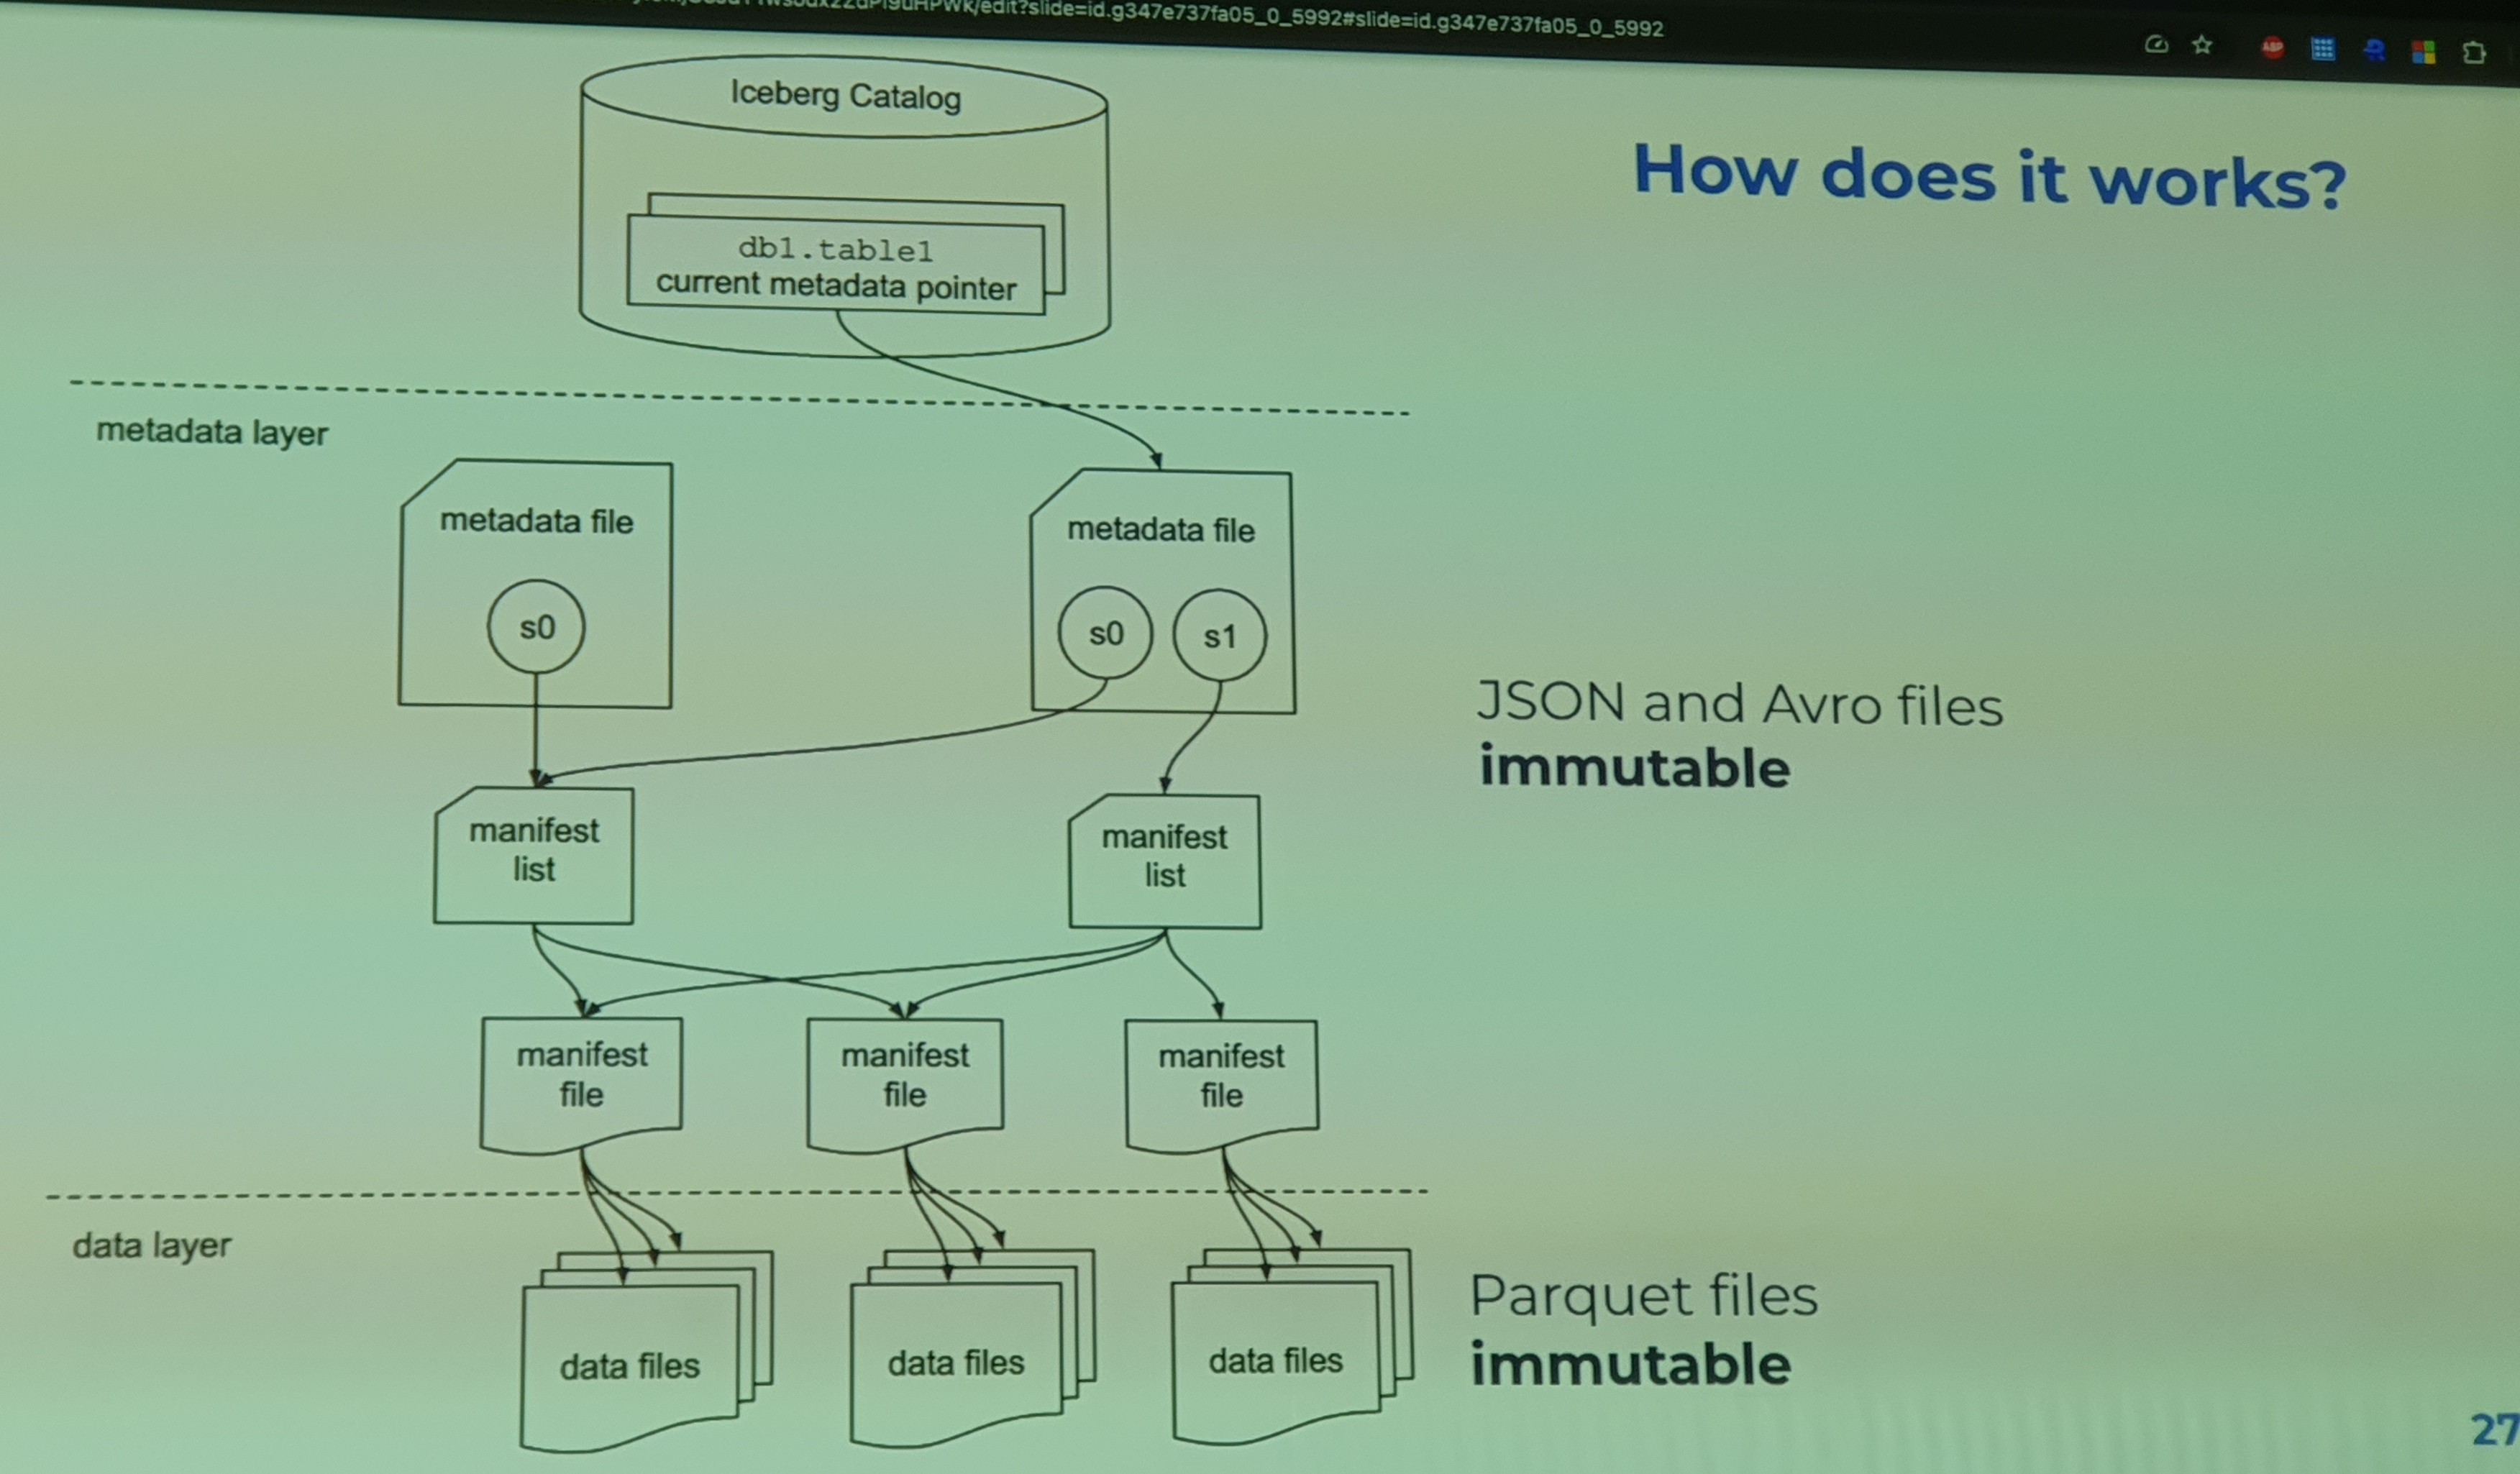 edit?slide=id.g347e737fa05_0_5992#slide=id.g347e737fa05_0_5992
ABP
Iceberg Catalog
How does it works?
db1.table1
current metadata pointer
metadata layer
metadata file
metadata file
s0
s0
s1
JSON and Avro files
immutable
manifest
list
manifest
list
manifest
file
manifest
file
manifest
file
data layer
Parquet files
immutable
data files
data files
data files
27